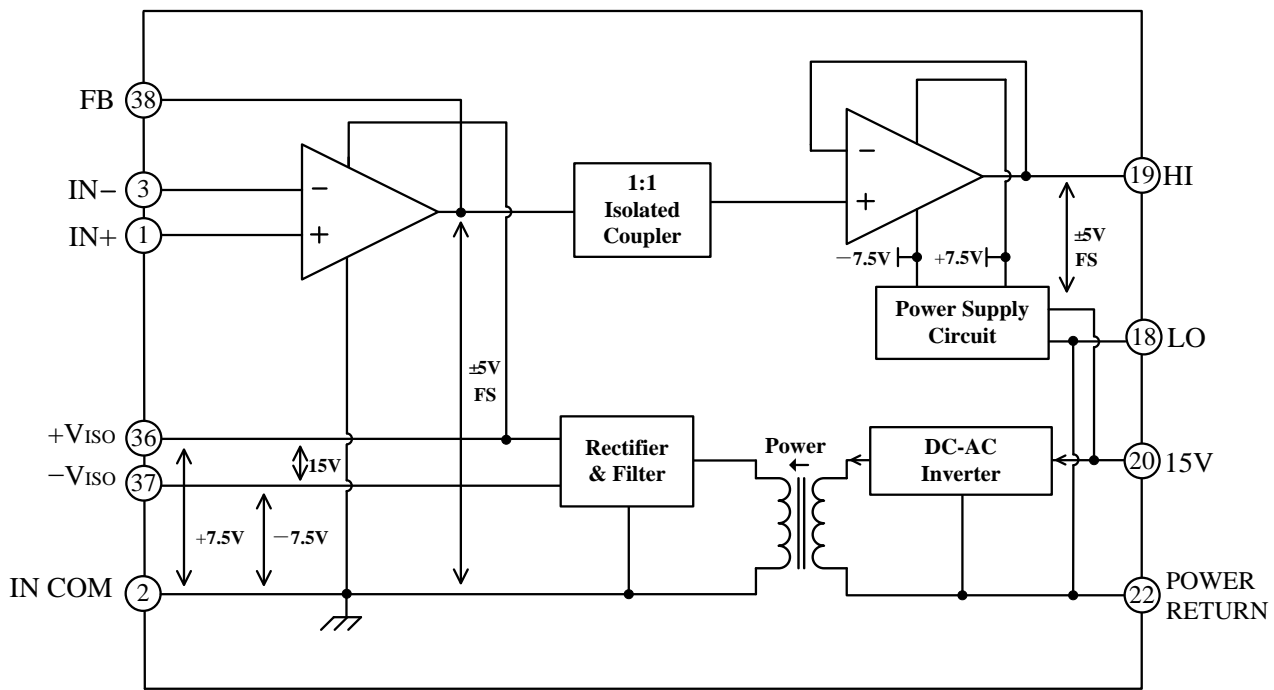 FB
38
IN−
3
IN+
1
−
+
1:1
Isolated
Coupler
−
+
19
HI
−7.5V
+7.5V
±5V
FS
Power Supply
Circuit
18
LO
±5V
FS
+VISO
36
−VISO
37
15V
+7.5V
−7.5V
Rectifier
& Filter
Power
DC-AC
Inverter
20
15V
IN COM
2
22
POWER
RETURN